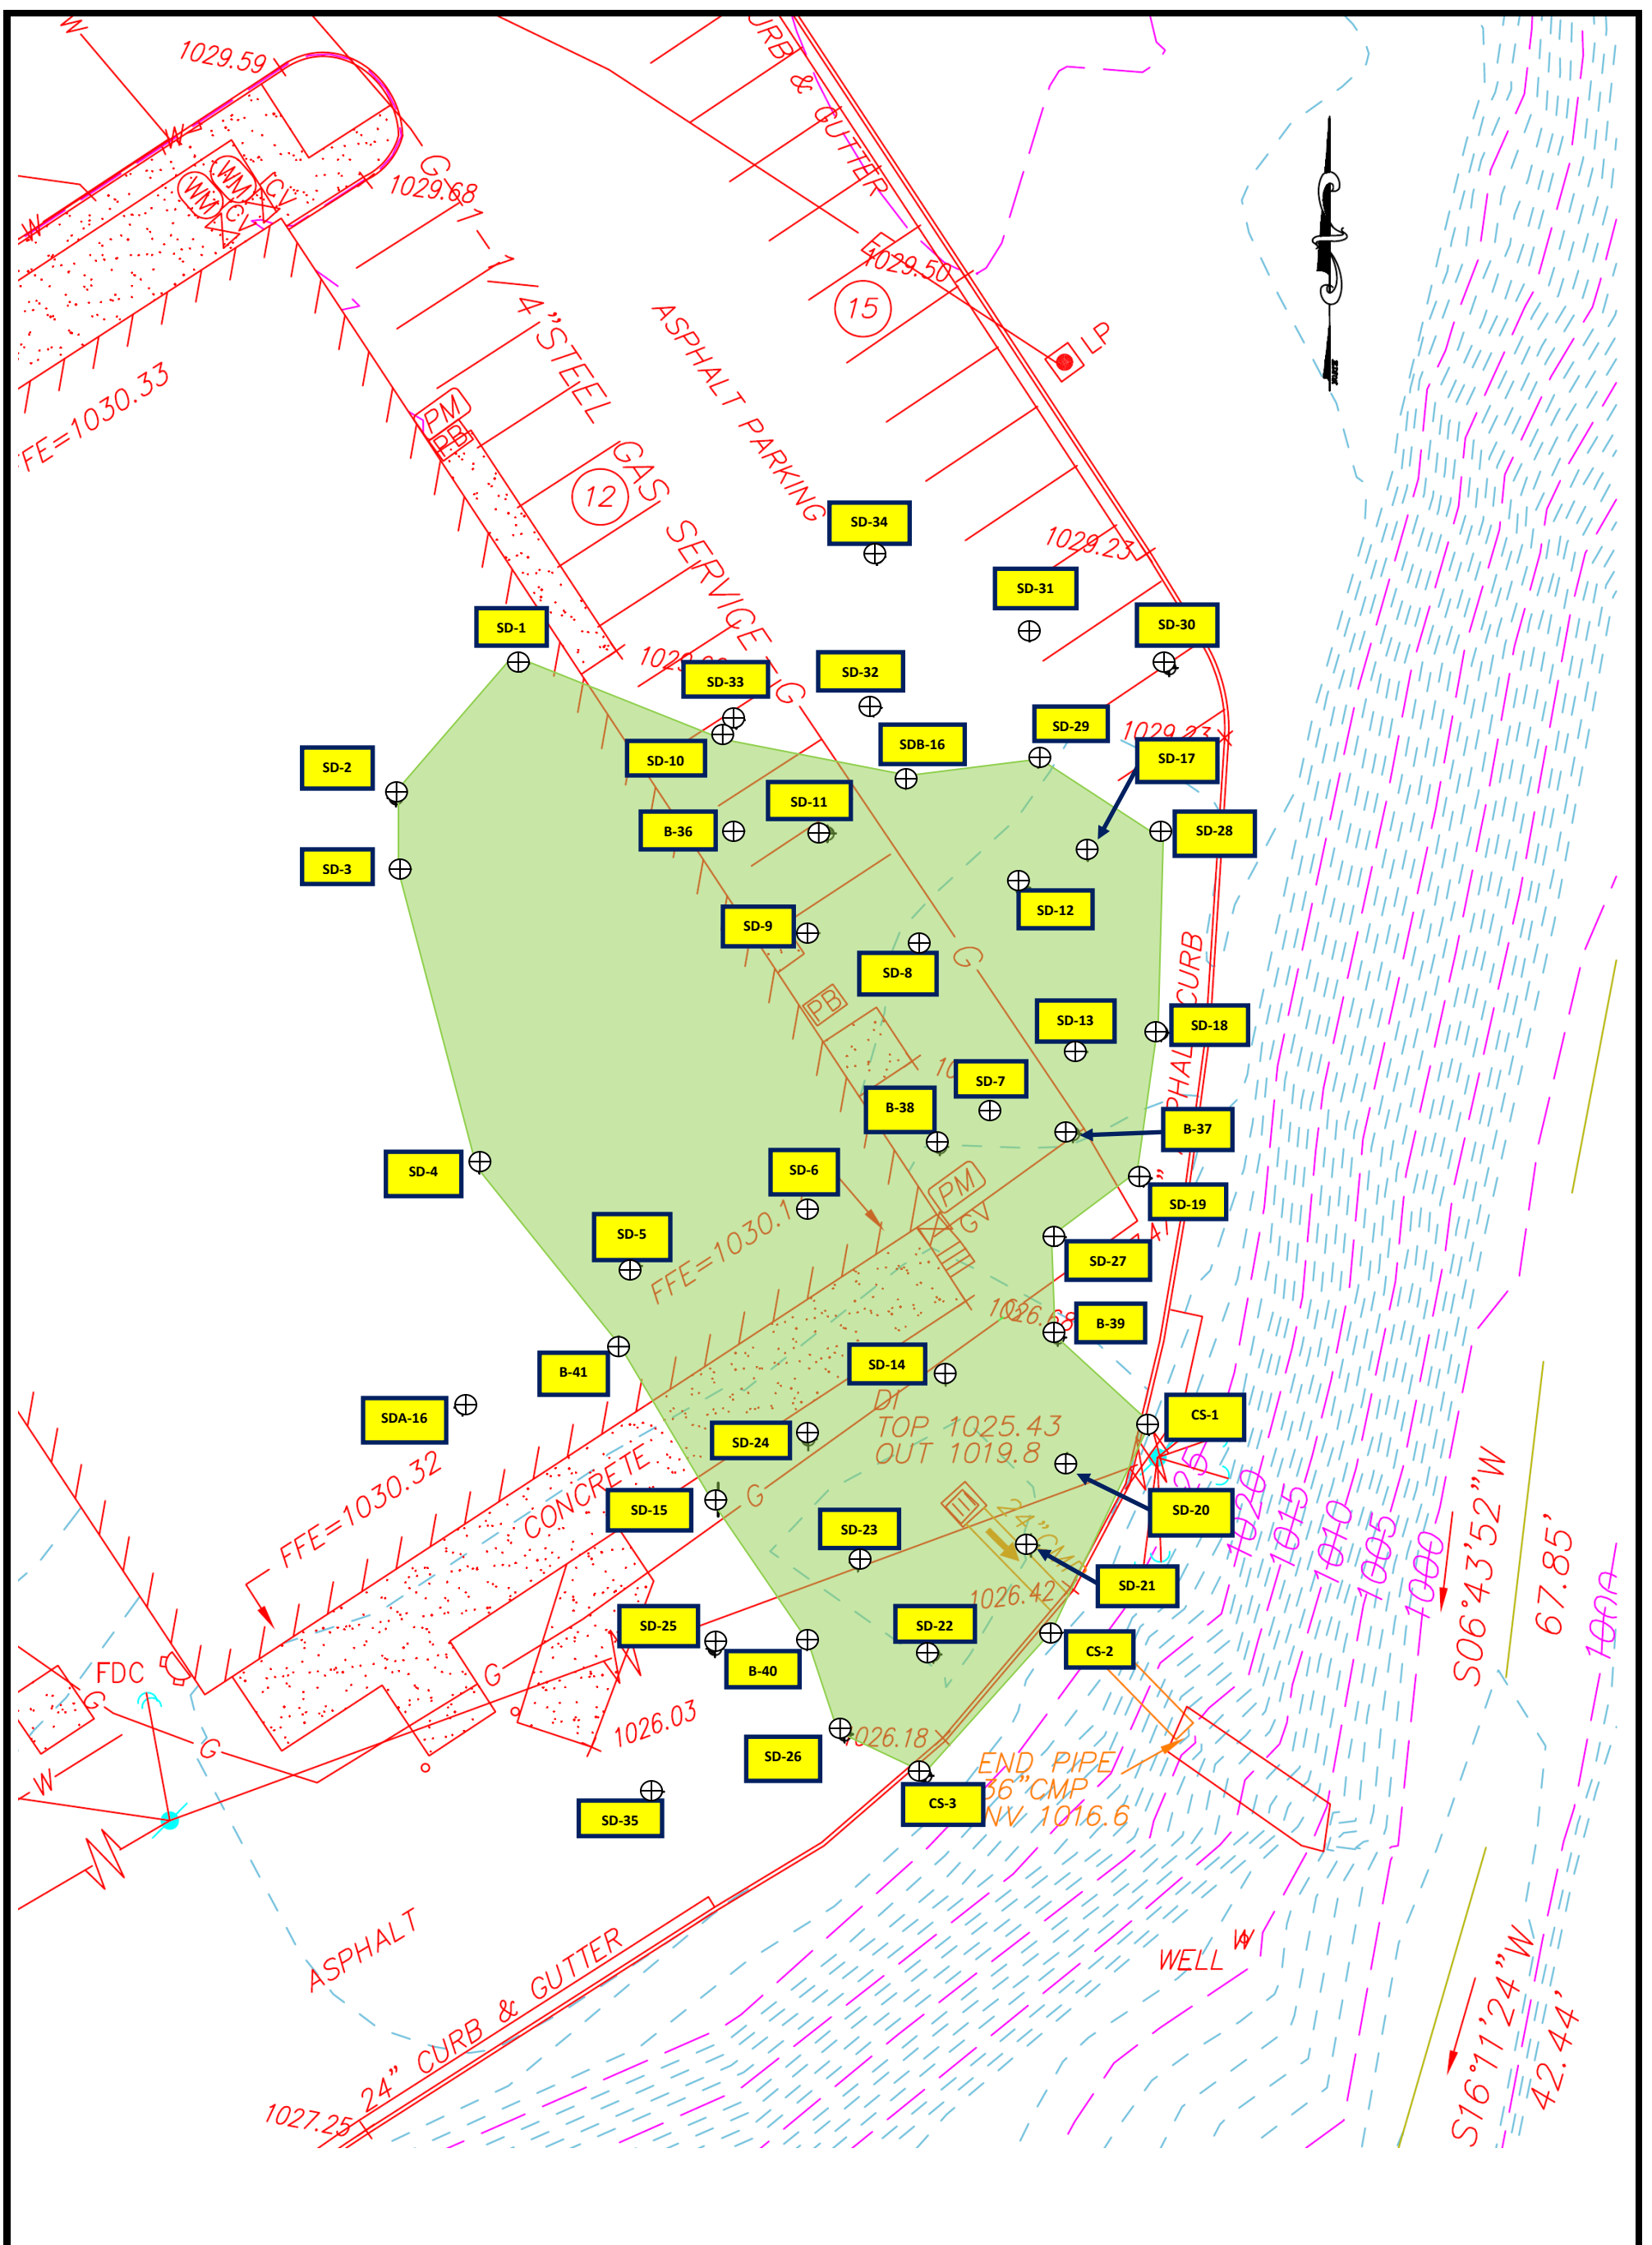 W
1029.59
URB & GUTTER
W
W
WM
WM
CV
CV
1029.68
G
1 1/4"STEEL GAS SERVICE
G
1029.50
15
LP
ASPHALT PARKING
FFE=1030.33
PM
PB
12
SD-34
1029.23
SD-31
SD-1
SD-30
SD-33
SD-32
SD-29
1029.23
SDB-16
SD-10
SD-17
SD-2
SD-11
B-36
SD-28
SD-3
SD-12
SD-9
G
SD-8
PB
CURB
SD-13
SD-18
SD-7
B-38
B-37
SD-4
SD-6
PM
GV
SD-19
SD-5
FFE=1030.1
SD-27
1026.68
B-39
SD-14
B-41
DI
TOP 1025.43
OUT 1019.8
SDA-16
CS-1
SD-24
FFE=1030.32
CONCRETE
SD-15
G
SD-20
SD-23
24"CMP
SD-21
1026.42
1020
1015
1010
1005
1000
S06°43'52"W
67.85'
SD-25
SD-22
B-40
CS-2
FDC
G
G
G
W
1026.03
1026.18
SD-26
END PIPE
36"CMP
INV 1016.6
CS-3
SD-35
ASPHALT
WELL
W
24" CURB & GUTTER
1027.25
S16°11'24"W
42.44'